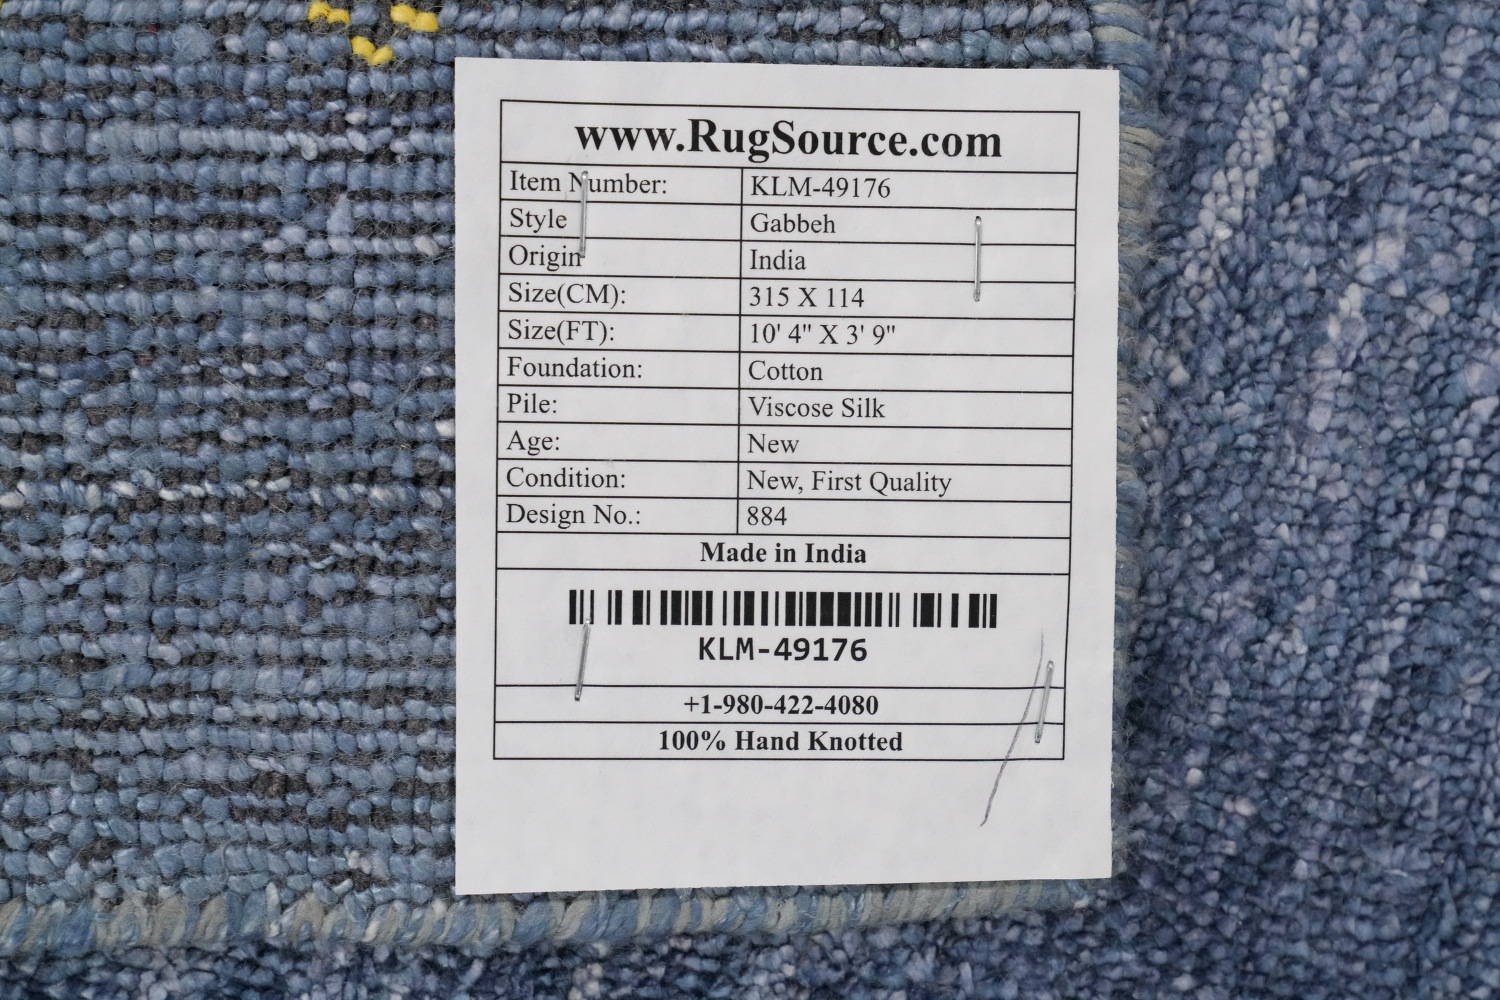 www.RugSource.com
Item Number: KLM-49176
Style Gabbeh
Origin India
Size(CM): 315 X 114
Size(FT): 10' 4" X 3' 9"
Foundation: Cotton
Pile: Viscose Silk
Age: New
Condition: New, First Quality
Design No.: 884
Made in India
KLM-49176
+1-980-422-4080
100% Hand Knotted